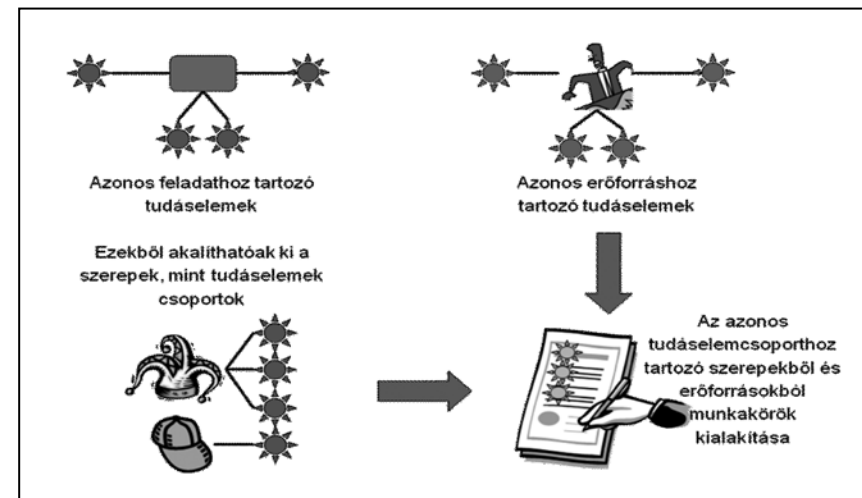 Azonos feladathoz tartozó
tudáselemek
Azonos erőforráshoz
tartozó tudáselemek
Ezekből akalíthatóak ki a
szerepek, mint tudáselemek
csoportok
Az azonos
tudáselemcsoporthoz
tartozó szerepekből és
erőforrásokból
munkakörök
kialakítása